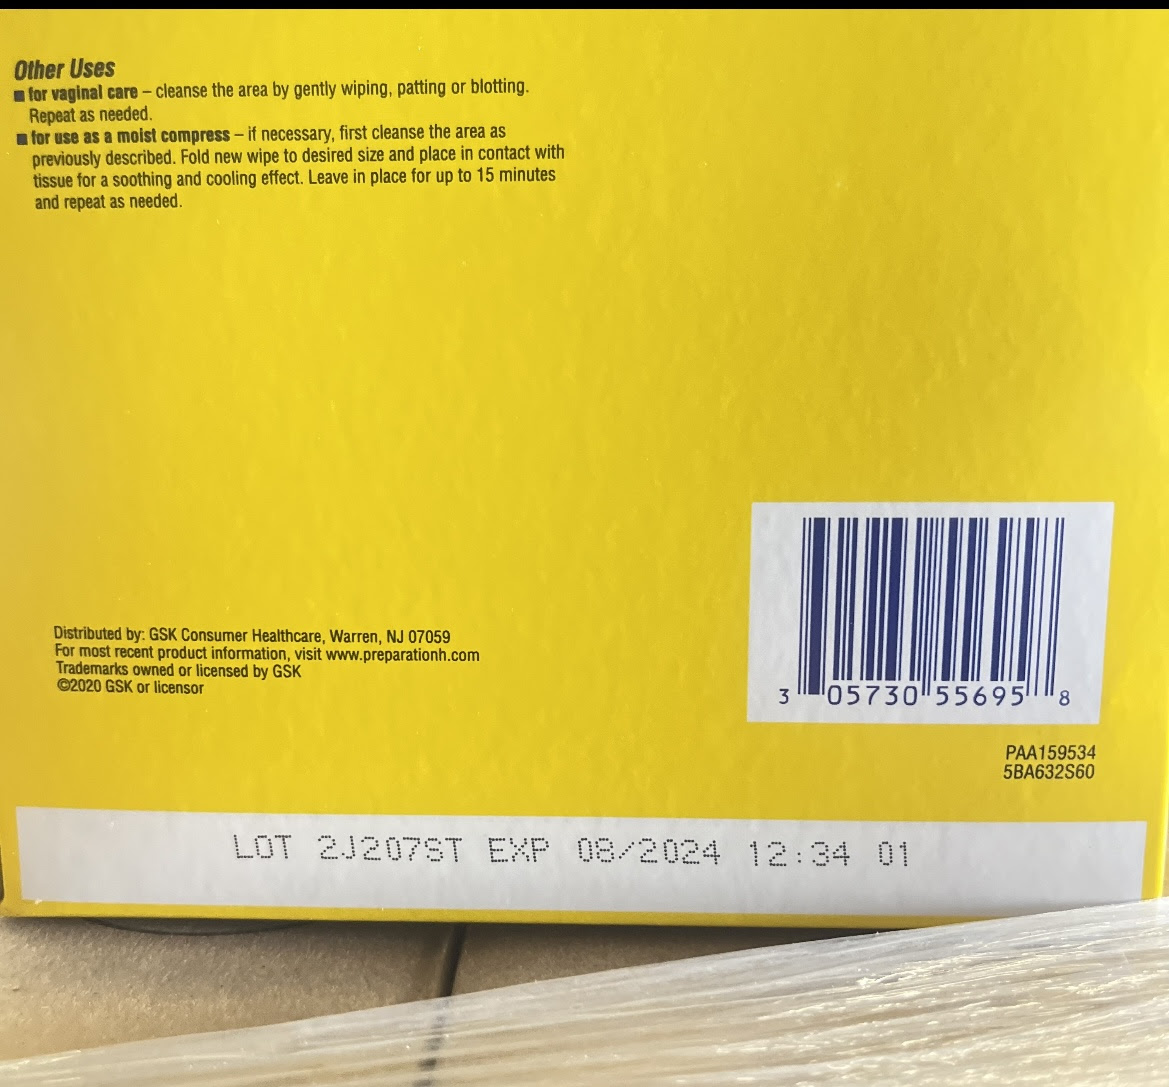 Other Uses
■ for vaginal care – cleanse the area by gently wiping, patting or blotting.
Repeat as needed.
■ for use as a moist compress – if necessary, first cleanse the area as
previously described. Fold new wipe to desired size and place in contact with
tissue for a soothing and cooling effect. Leave in place for up to 15 minutes
and repeat as needed.
Distributed by: GSK Consumer Healthcare, Warren, NJ 07059
For most recent product information, visit www.preparationh.com
Trademarks owned or licensed by GSK
©2020 GSK or licensor
3 05730 55695 8
PAA159534
5BA632S60
LOT 2J207ST EXP 08/2024 12:34 01